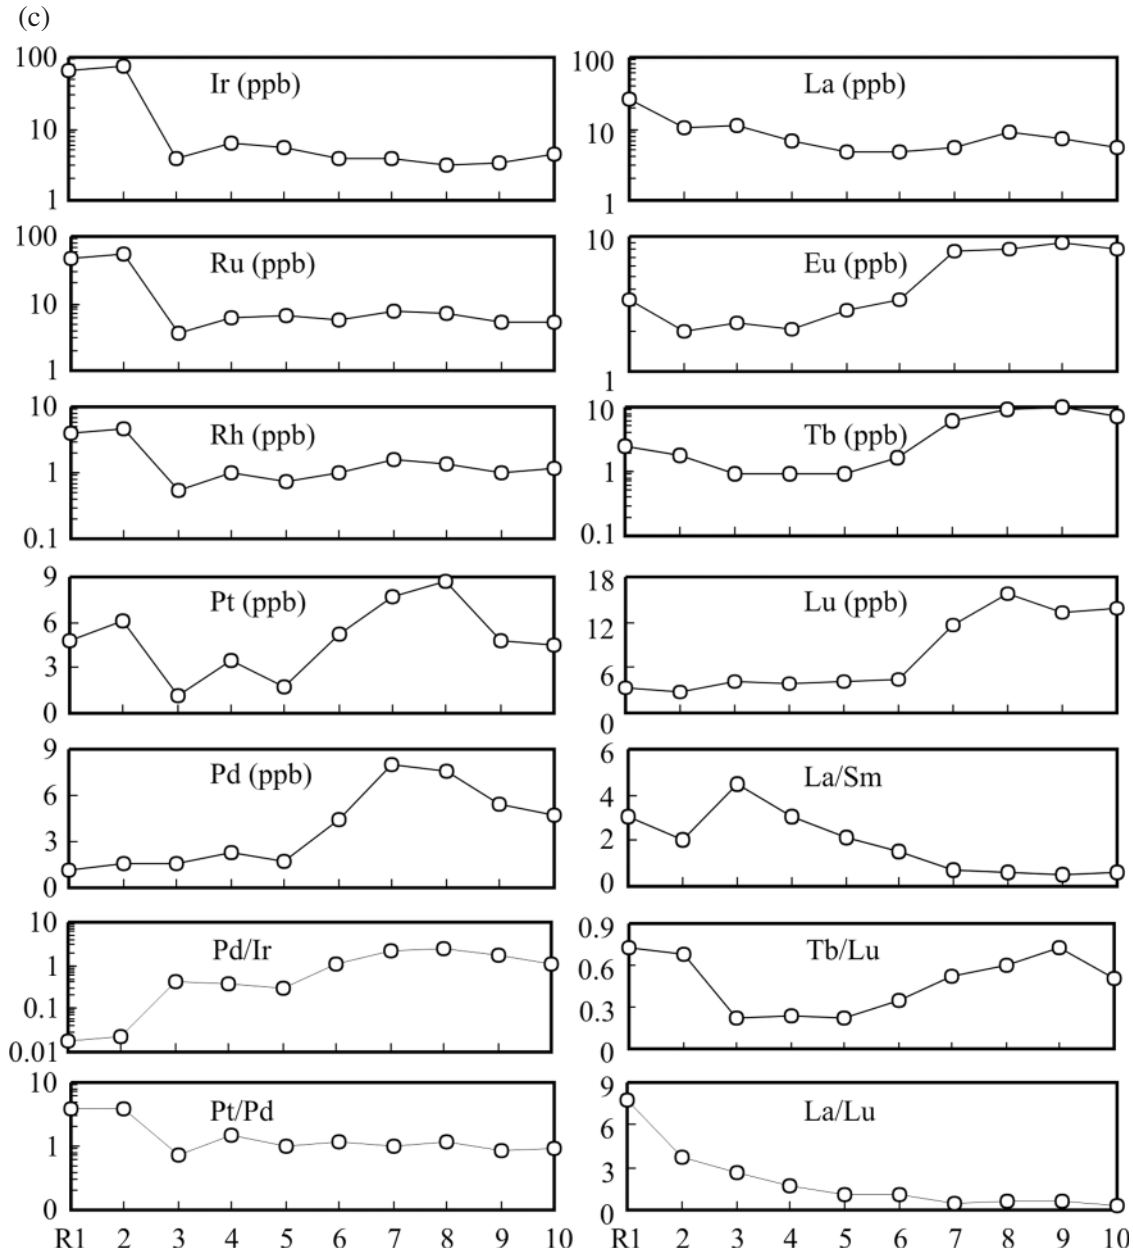 (c)
100 Ir (ppb)
10
1
100 La (ppb)
10
1
100 Ru (ppb)
10
1
10 Eu (ppb)
1
10 Rh (ppb)
1
0.1
10 Tb (ppb)
1
0.1
9 Pt (ppb)
6
3
0
18 Lu (ppb)
12
6
0
9 Pd (ppb)
6
3
0
6 La/Sm
4
2
0
10 Pd/Ir
1
0.1
0.01
0.9 Tb/Lu
0.6
0.3
0
10 Pt/Pd
1
0
R1 2 3 4 5 6 7 8 9 10
9 La/Lu
6
3
0
R1 2 3 4 5 6 7 8 9 10